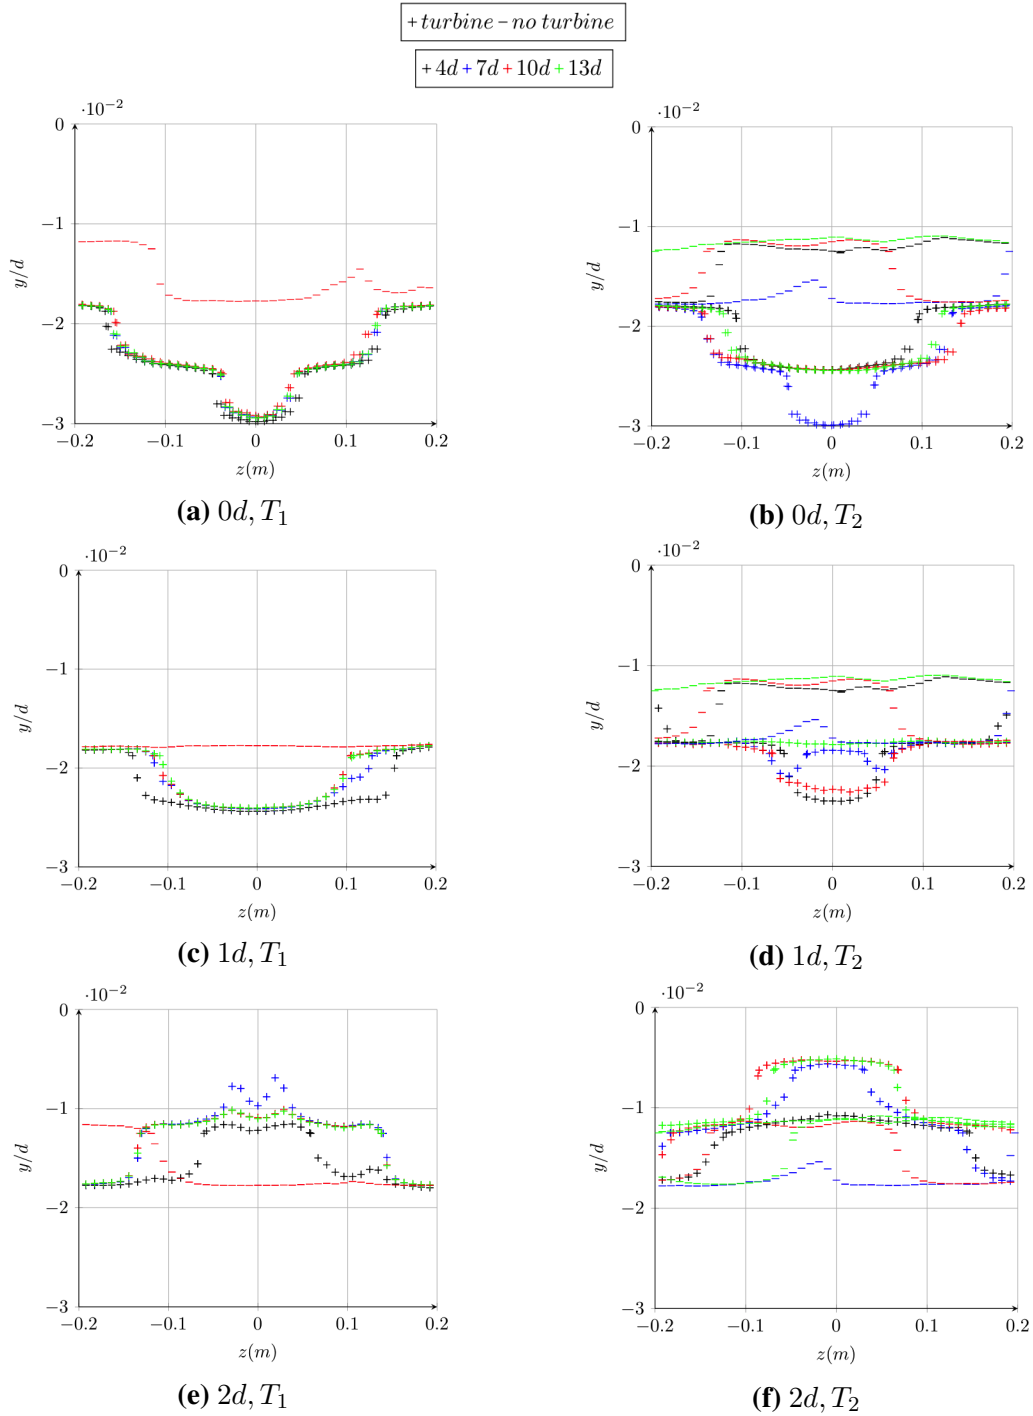 + turbine − no turbine
+ 4d + 7d + 10d + 13d
·10⁻²
0
−1
−2
−3
y/d
−0.2 −0.1 0 0.1 0.2
z(m)
(a) 0d, T₁
·10⁻²
0
−1
−2
−3
y/d
−0.2 −0.1 0 0.1 0.2
z(m)
(b) 0d, T₂
·10⁻²
0
−1
−2
−3
y/d
−0.2 −0.1 0 0.1 0.2
z(m)
(c) 1d, T₁
·10⁻²
0
−1
−2
−3
y/d
−0.2 −0.1 0 0.1 0.2
z(m)
(d) 1d, T₂
·10⁻²
0
−1
−2
−3
y/d
−0.2 −0.1 0 0.1 0.2
z(m)
(e) 2d, T₁
·10⁻²
0
−1
−2
−3
y/d
−0.2 −0.1 0 0.1 0.2
z(m)
(f) 2d, T₂